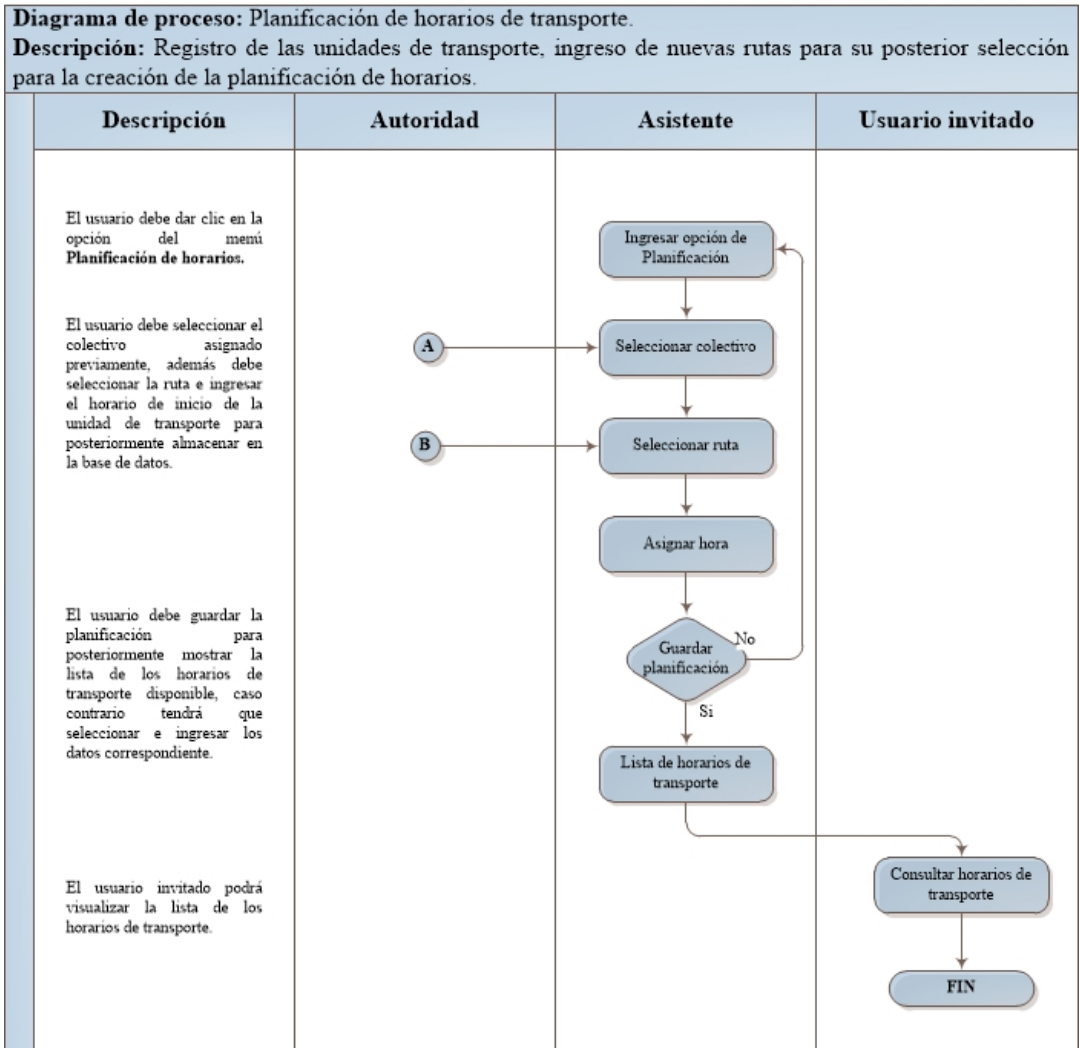 Diagrama de proceso: Planificación de horarios de transporte.
Descripción: Registro de las unidades de transporte, ingreso de nuevas rutas para su posterior selección
para la creación de la planificación de horarios.
Descripción
Autoridad
Asistente
Usuario invitado
El usuario debe dar clic en la
opción del menú
Planificación de horarios.
Ingresar opción de
Planificación
El usuario debe seleccionar el
colectivo asignado
previamente, además debe
seleccionar la ruta e ingresar
el horario de inicio de la
unidad de transporte para
posteriormente almacenar en
la base de datos.
A
Seleccionar colectivo
B
Seleccionar ruta
Asignar hora
El usuario debe guardar la
planificación para
posteriormente mostrar la
lista de los horarios de
transporte disponible, caso
contrario tendrá que
seleccionar e ingresar los
datos correspondiente.
Guardar
planificación
No
Si
Lista de horarios de
transporte
El usuario invitado podrá
visualizar la lista de los
horarios de transporte.
Consultar horarios de
transporte
FIN